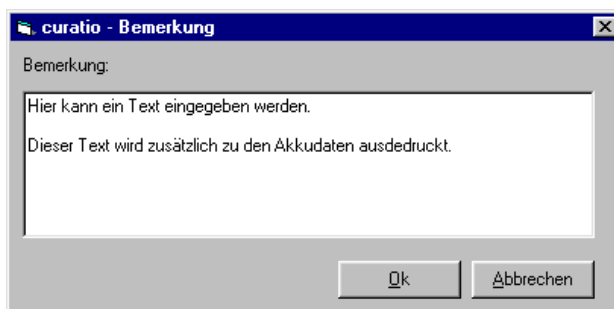 curatio - Bemerkung
Bemerkung:
Hier kann ein Text eingegeben werden.
Dieser Text wird zusätzlich zu den Akkudaten ausdedruckt.
Ok
Abbrechen